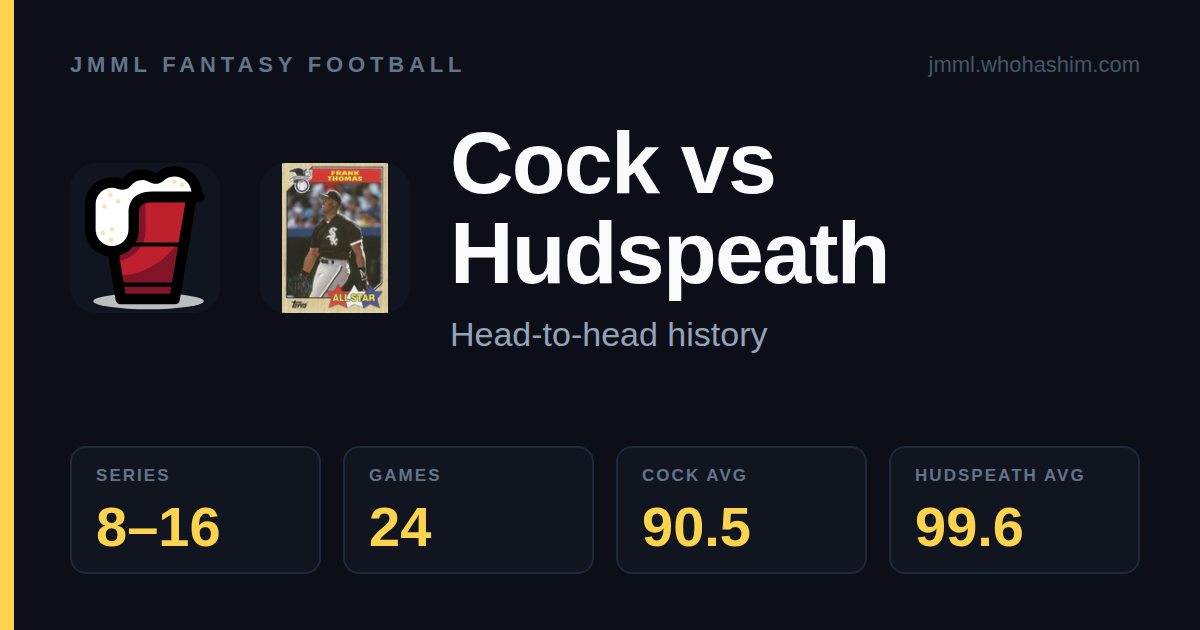 JMML FANTASY FOOTBALL
jmml.whohashim.com
FRANK
THOMAS
ALL STAR
Topps
Cock vs
Hudspeath
Head-to-head history
SERIES
8–16
GAMES
24
COCK AVG
90.5
HUDSPEATH AVG
99.6